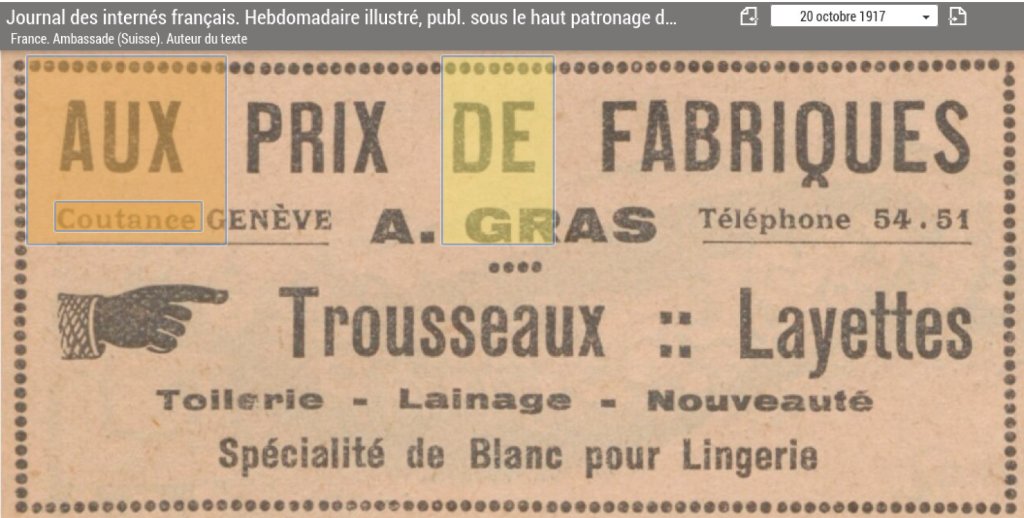 Journal des internés français. Hebdomadaire illustré, publ. sous le haut patronage d...
20 octobre 1917
France. Ambassade (Suisse). Auteur du texte
AUX PRIX DE FABRIQUES
Coutance GENÈVE A. GRAS Téléphone 54.51
Trousseaux :: Layettes
Toilerie - Lainage - Nouveauté
Spécialité de Blanc pour Lingerie